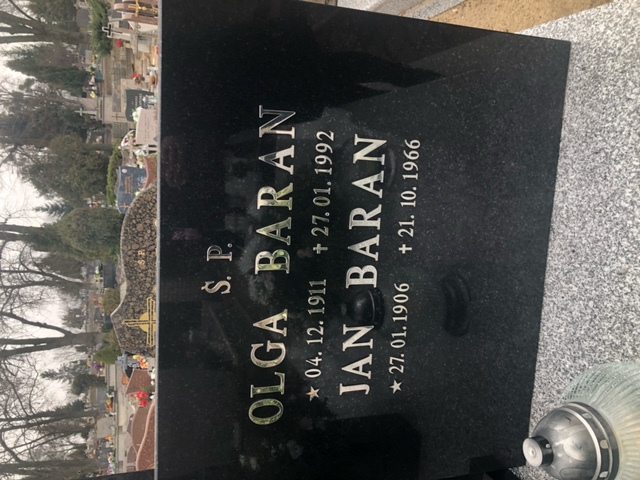 Ś. P.
OLGA BARAN
★ 04. 12. 1911 ✝ 27. 01. 1992
JAN BARAN
★ 27. 01. 1906 ✝ 21. 10. 1966